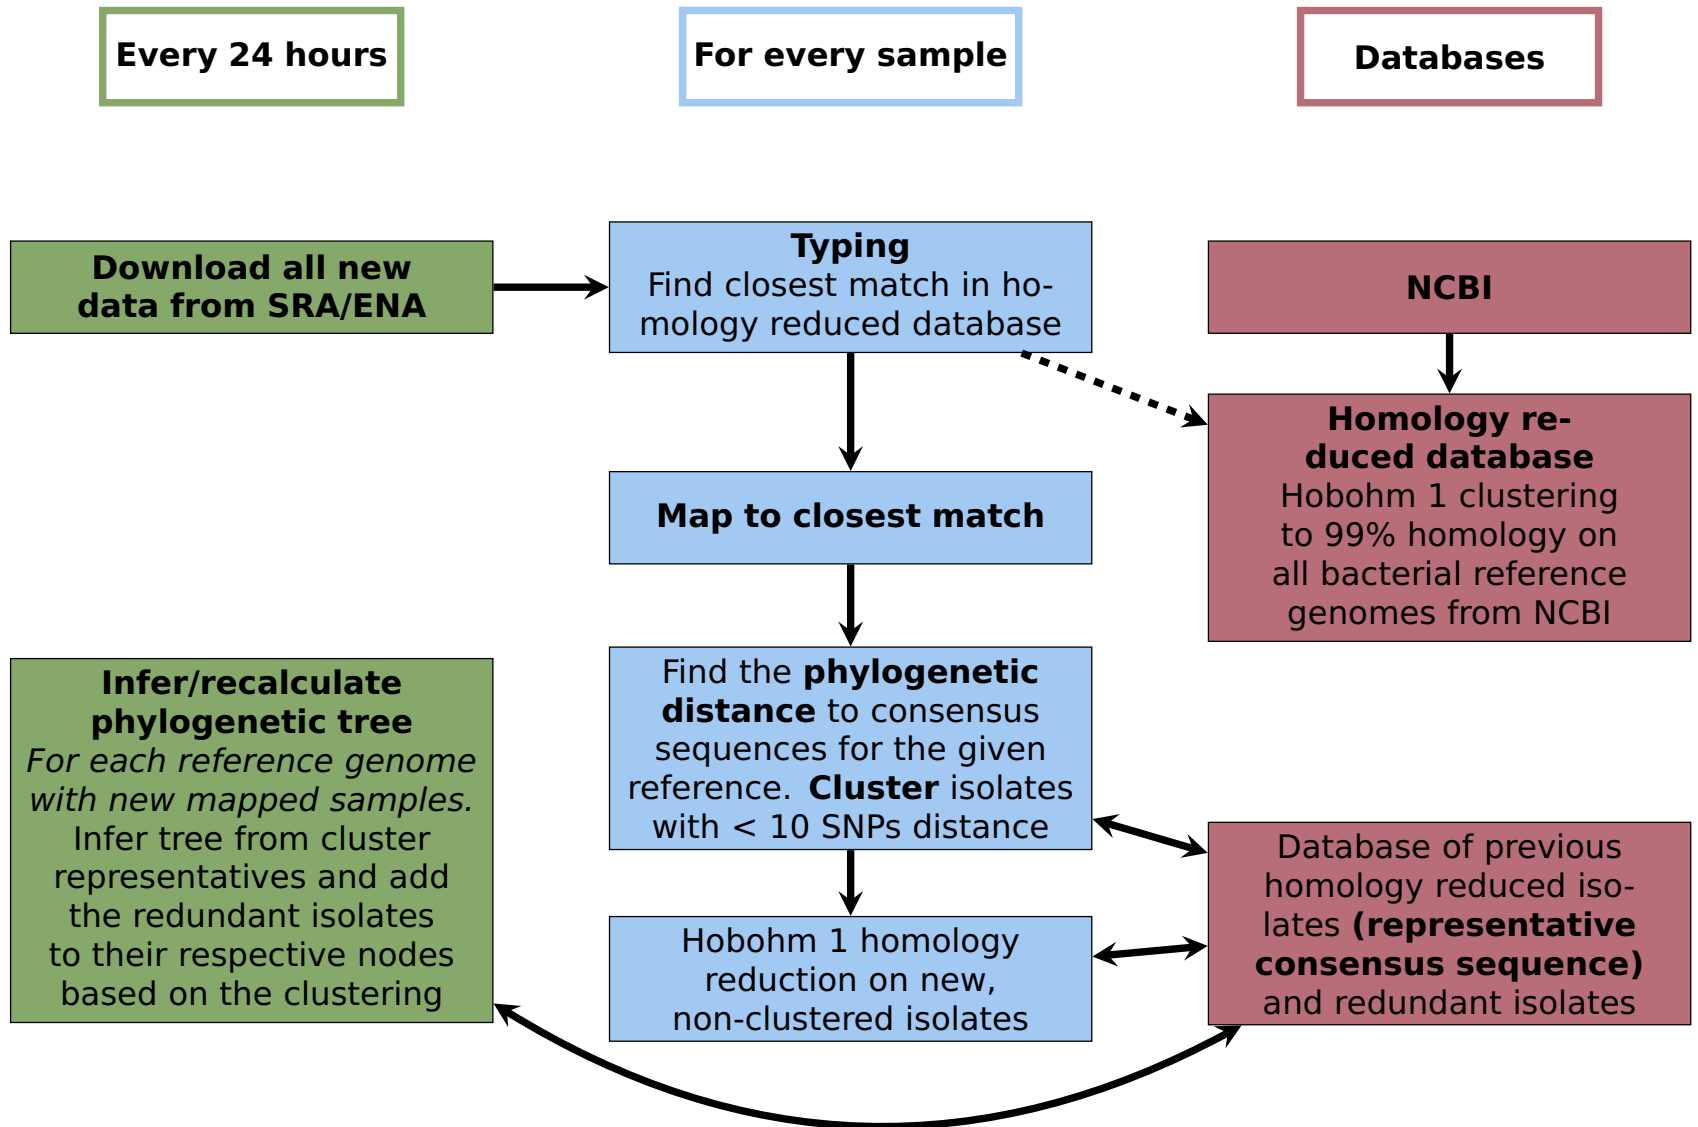 Every 24 hours
For every sample
Databases
Download all new
data from SRA/ENA
Typing
Find closest match in ho-
mology reduced database
NCBI
Map to closest match
Homology re-
duced database
Hobohm 1 clustering
to 99% homology on
all bacterial reference
genomes from NCBI
Infer/recalculate
phylogenetic tree
For each reference genome
with new mapped samples.
Infer tree from cluster
representatives and add
the redundant isolates
to their respective nodes
based on the clustering
Find the phylogenetic
distance to consensus
sequences for the given
reference. Cluster isolates
with < 10 SNPs distance
Hobohm 1 homology
reduction on new,
non-clustered isolates
Database of previous
homology reduced iso-
lates (representative
consensus sequence)
and redundant isolates